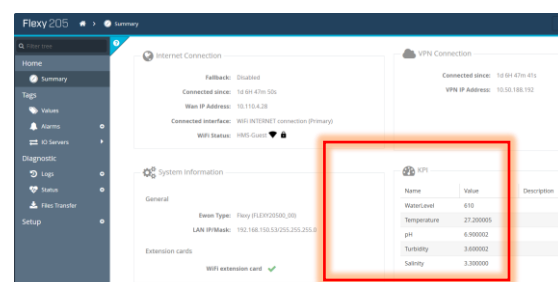 Flexy 205 Summary
Filter tree
Home
Summary
Tags
Values
Alarms
IO Servers
Diagnostic
Logs
Status
Files Transfer
Setup
Internet Connection
Fallback: Disabled
Connected since: 1d 6H 47m 50s
Wan IP Address: 10.110.4.28
Connected interface: WIFI INTERNET connection (Primary)
WiFi Status: HMS-Guest
VPN Connection
Connected since: 1d 6H 47m 41s
VPN IP Address: 10.50.188.192
System Information
General
Ewon Type: Flexy (FLEXY20500_00)
LAN IP/Mask: 192.168.150.53/255.255.255.0
Extension cards
WiFi extension card
KPI
Name Value Description
WaterLevel 610
Temperature 27.200005
pH 6.900002
Turbidity 3.600002
Salinity 3.300000